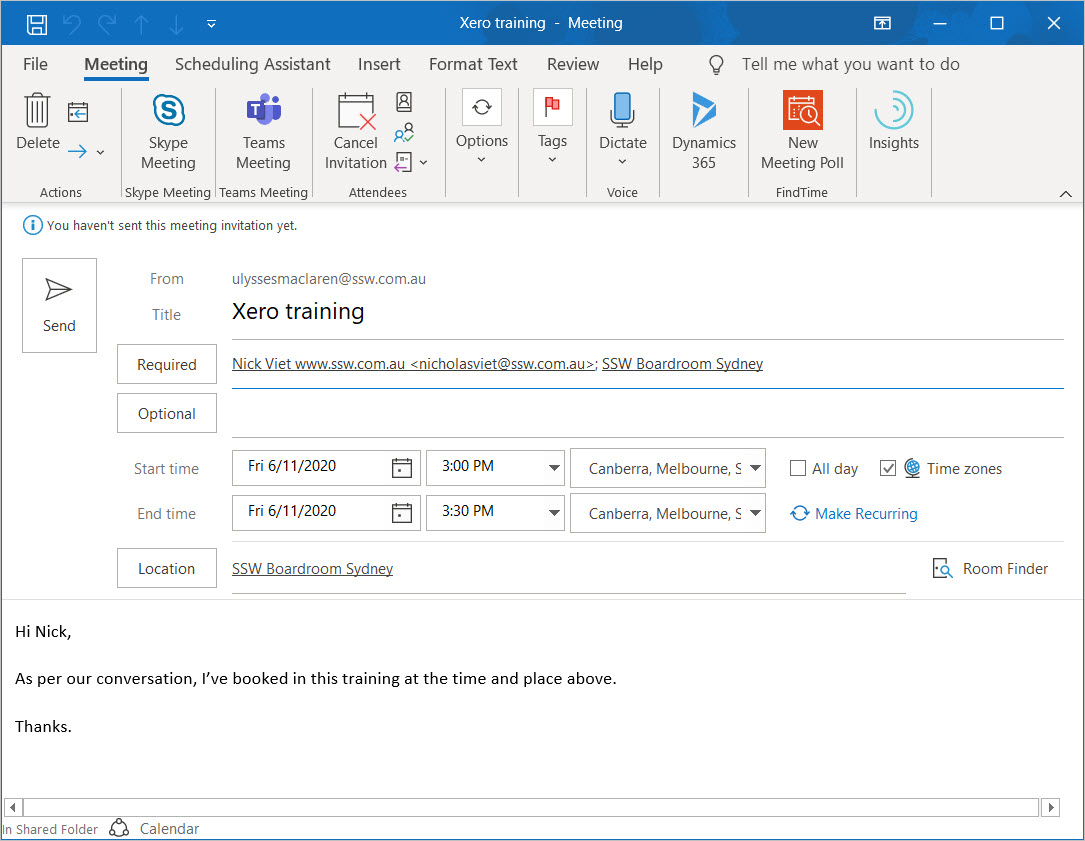 Xero training - Meeting
File Meeting Scheduling Assistant Insert Format Text Review Help Tell me what you want to do
Delete
Skype Meeting
Teams Meeting
Cancel Invitation
Options
Tags
Dictate
Dynamics 365
New Meeting Poll
Insights
Actions Skype Meeting Teams Meeting Attendees Voice FindTime
You haven't sent this meeting invitation yet.
Send
From ulyssesmaclaren@ssw.com.au
Title Xero training
Required Nick Viet www.ssw.com.au <nicholasviet@ssw.com.au>; SSW Boardroom Sydney
Optional
Start time Fri 6/11/2020 3:00 PM Canberra, Melbourne, S All day Time zones
End time Fri 6/11/2020 3:30 PM Canberra, Melbourne, S Make Recurring
Location SSW Boardroom Sydney Room Finder
Hi Nick,
As per our conversation, I’ve booked in this training at the time and place above.
Thanks.
In Shared Folder Calendar